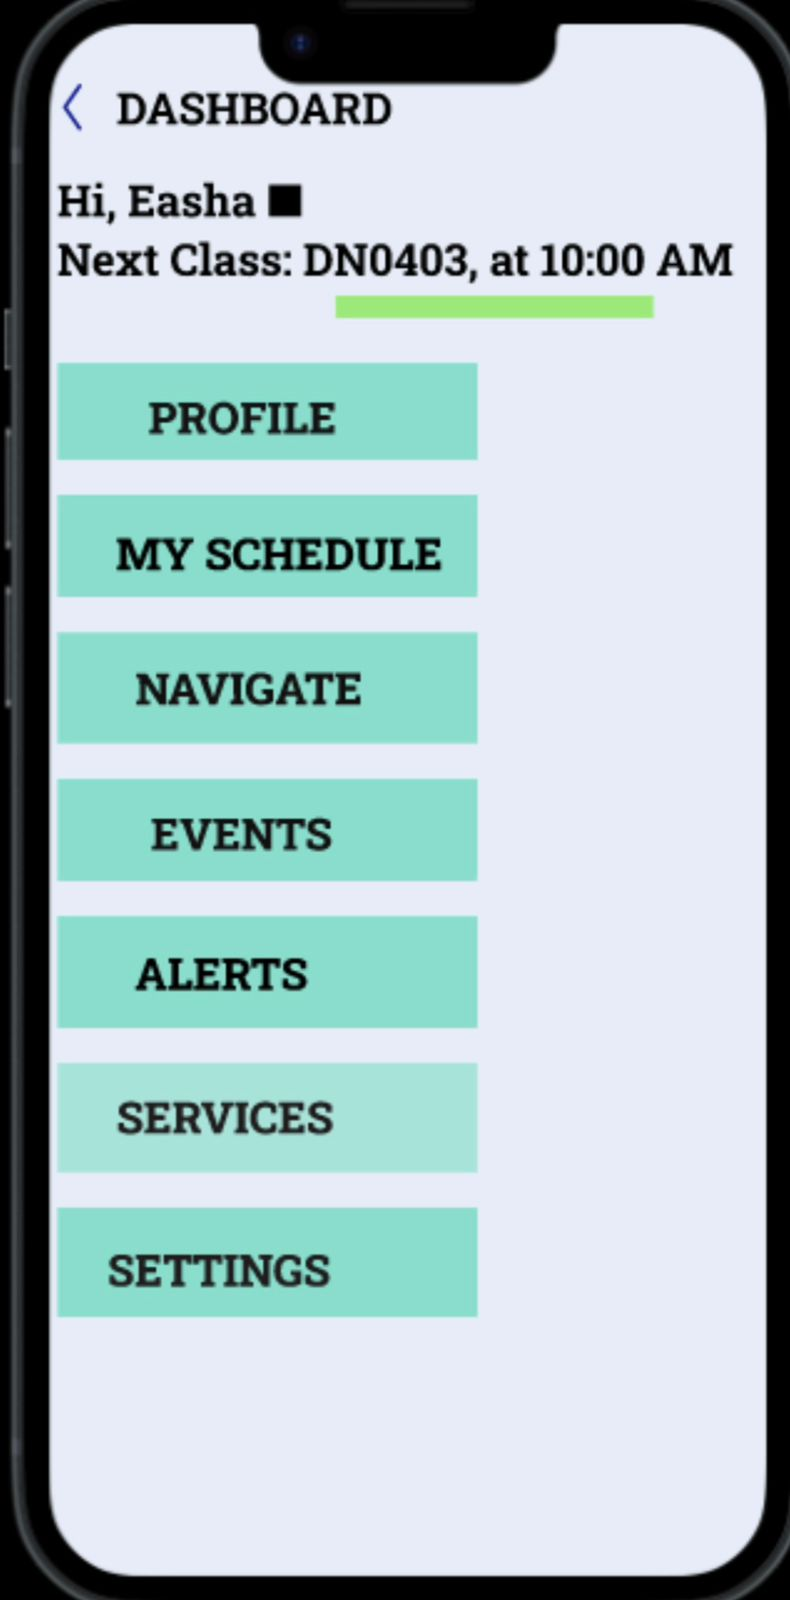 DASHBOARD
Hi, Easha ■
Next Class: DN0403, at 10:00 AM
PROFILE
MY SCHEDULE
NAVIGATE
EVENTS
ALERTS
SERVICES
SETTINGS